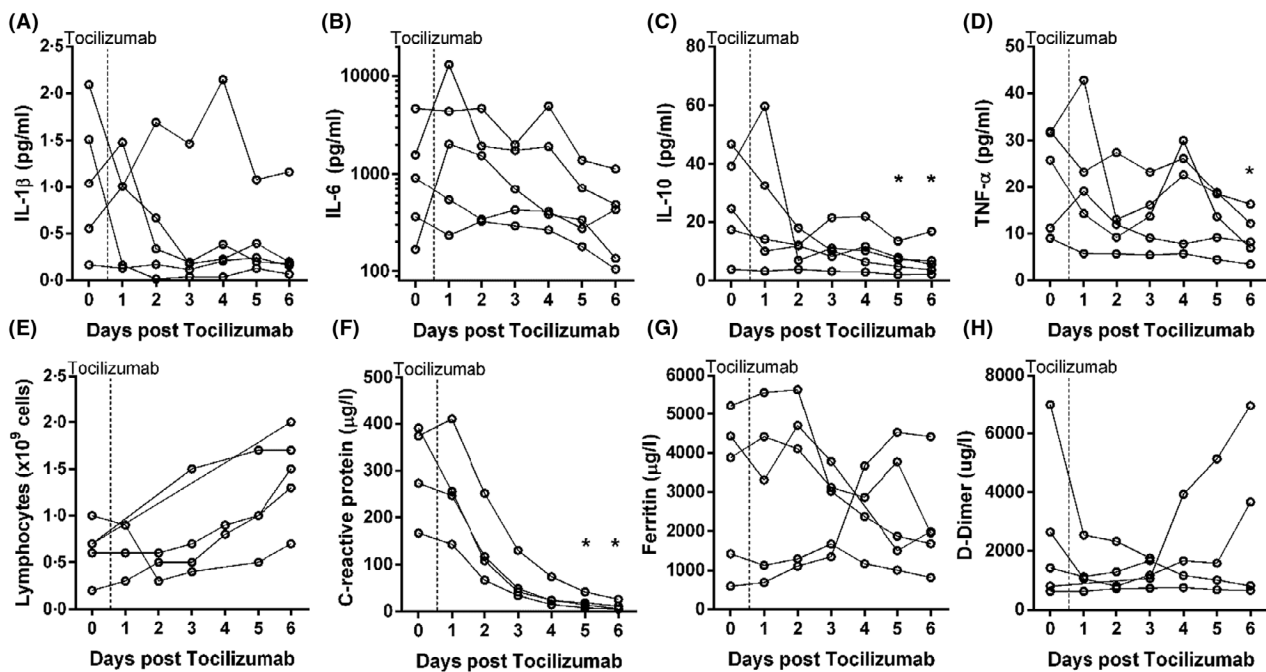 (A)
Tocilizumab
2·5
2·0
1·5
1·0
0·5
0·0
IL-1β (pg/ml)
0 1 2 3 4 5 6
Days post Tocilizumab
(B)
Tocilizumab
10000
1000
100
IL-6 (pg/ml)
0 1 2 3 4 5 6
Days post Tocilizumab
(C)
Tocilizumab
80
60
40
20
0
IL-10 (pg/ml)
* *
0 1 2 3 4 5 6
Days post Tocilizumab
(D)
Tocilizumab
50
40
30
20
10
0
TNF-α (pg/ml)
*
0 1 2 3 4 5 6
Days post Tocilizumab
(E)
Tocilizumab
2·5
2·0
1·5
1·0
0·5
0·0
Lymphocytes (x10⁹ cells)
0 1 2 3 4 5 6
Days post Tocilizumab
(F)
Tocilizumab
500
400
300
200
100
0
C-reactive protein (µg/l)
* *
0 1 2 3 4 5 6
Days post Tocilizumab
(G)
Tocilizumab
6000
5000
4000
3000
2000
1000
0
Ferritin (µg/l)
0 1 2 3 4 5 6
Days post Tocilizumab
(H)
Tocilizumab
8000
6000
4000
2000
0
D-Dimer (ug/l)
0 1 2 3 4 5 6
Days post Tocilizumab